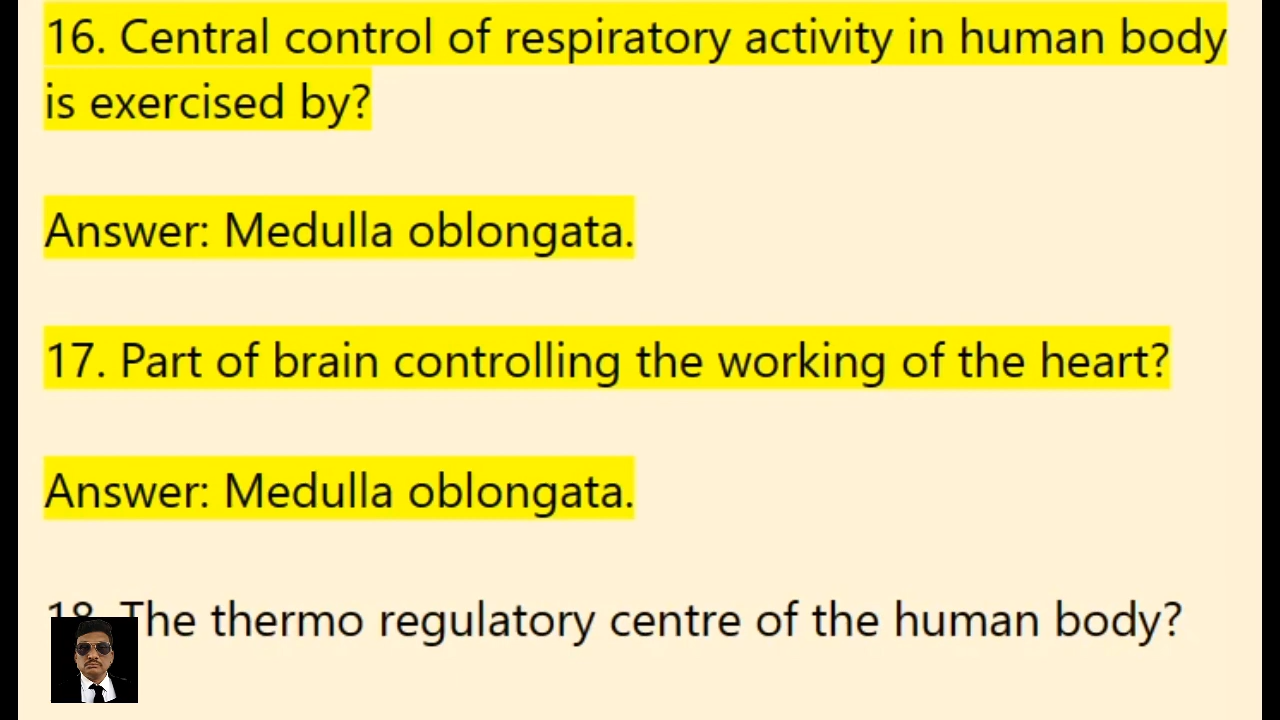 16. Central control of respiratory activity in human body
is exercised by?
Answer: Medulla oblongata.
17. Part of brain controlling the working of the heart?
Answer: Medulla oblongata.
18. The thermo regulatory centre of the human body?